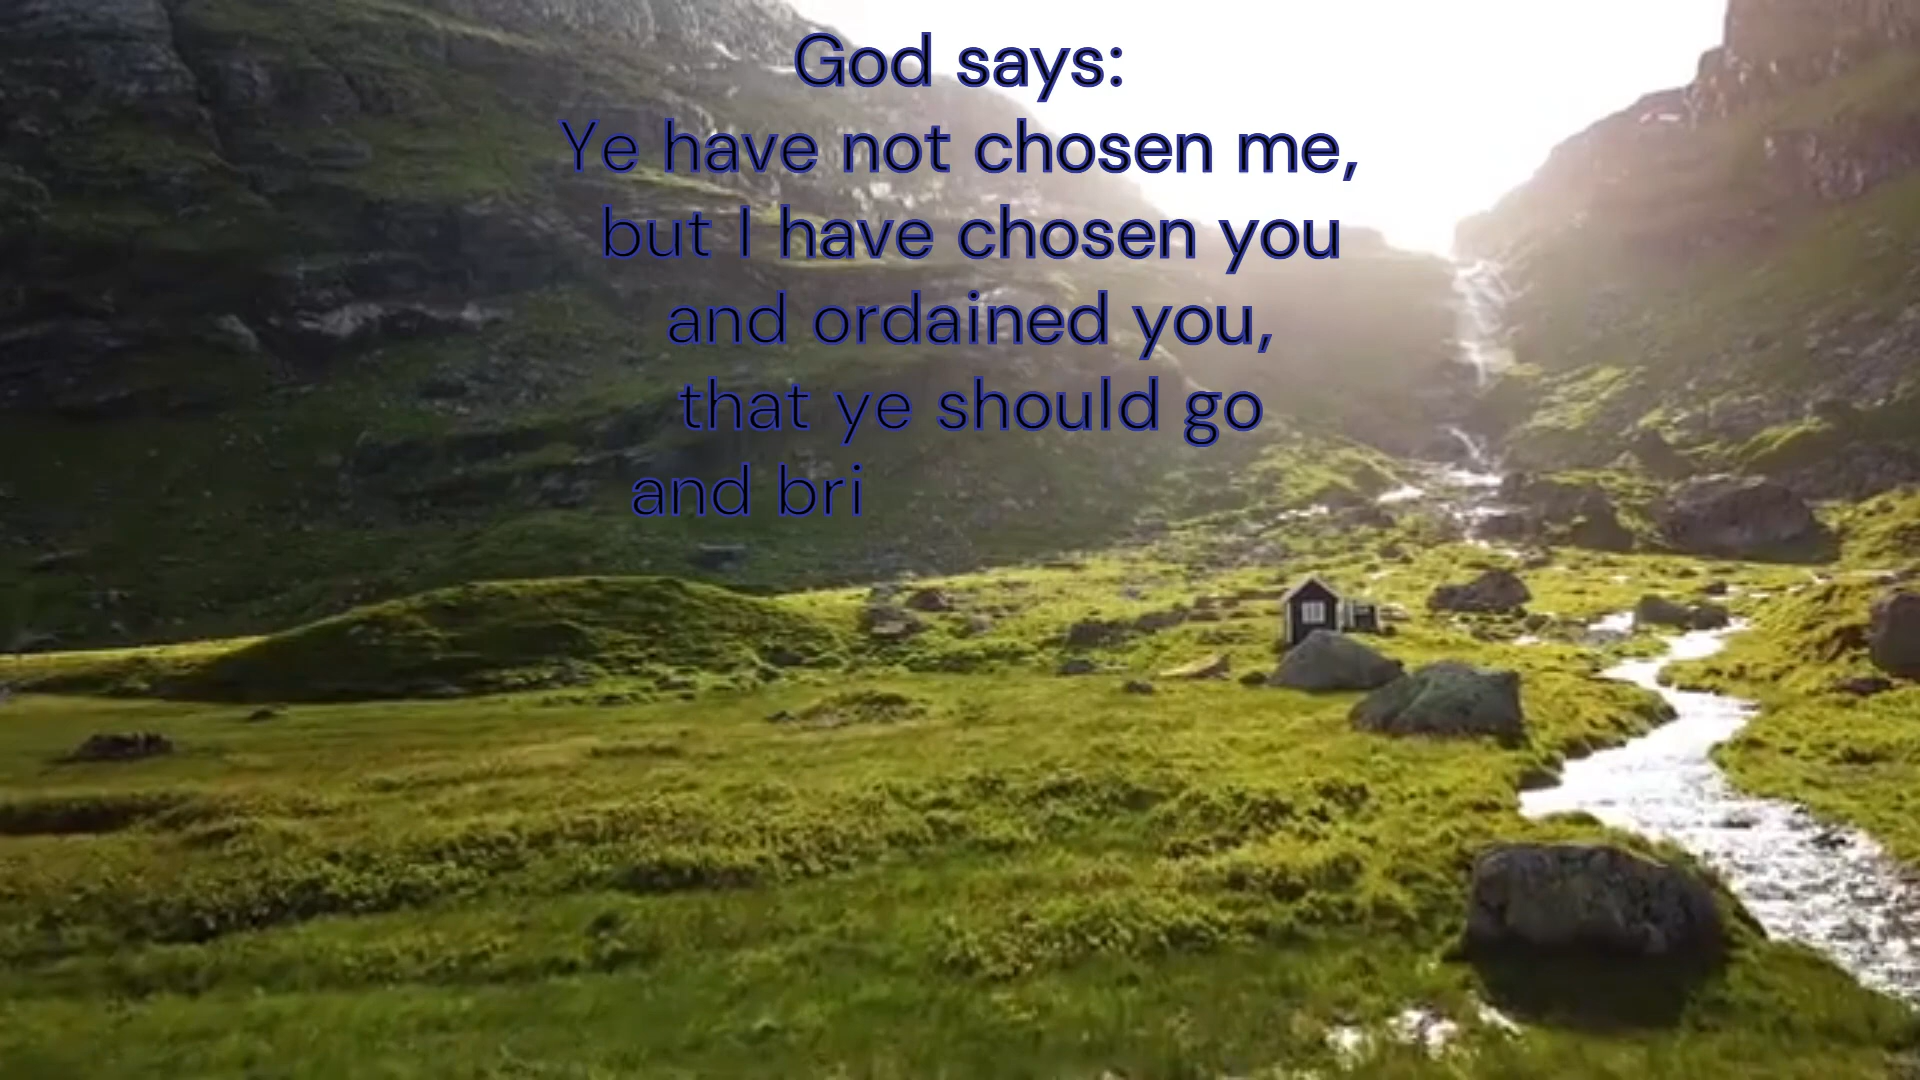 God says:
Ye have not chosen me,
but I have chosen you
and ordained you,
that ye should go
and bri